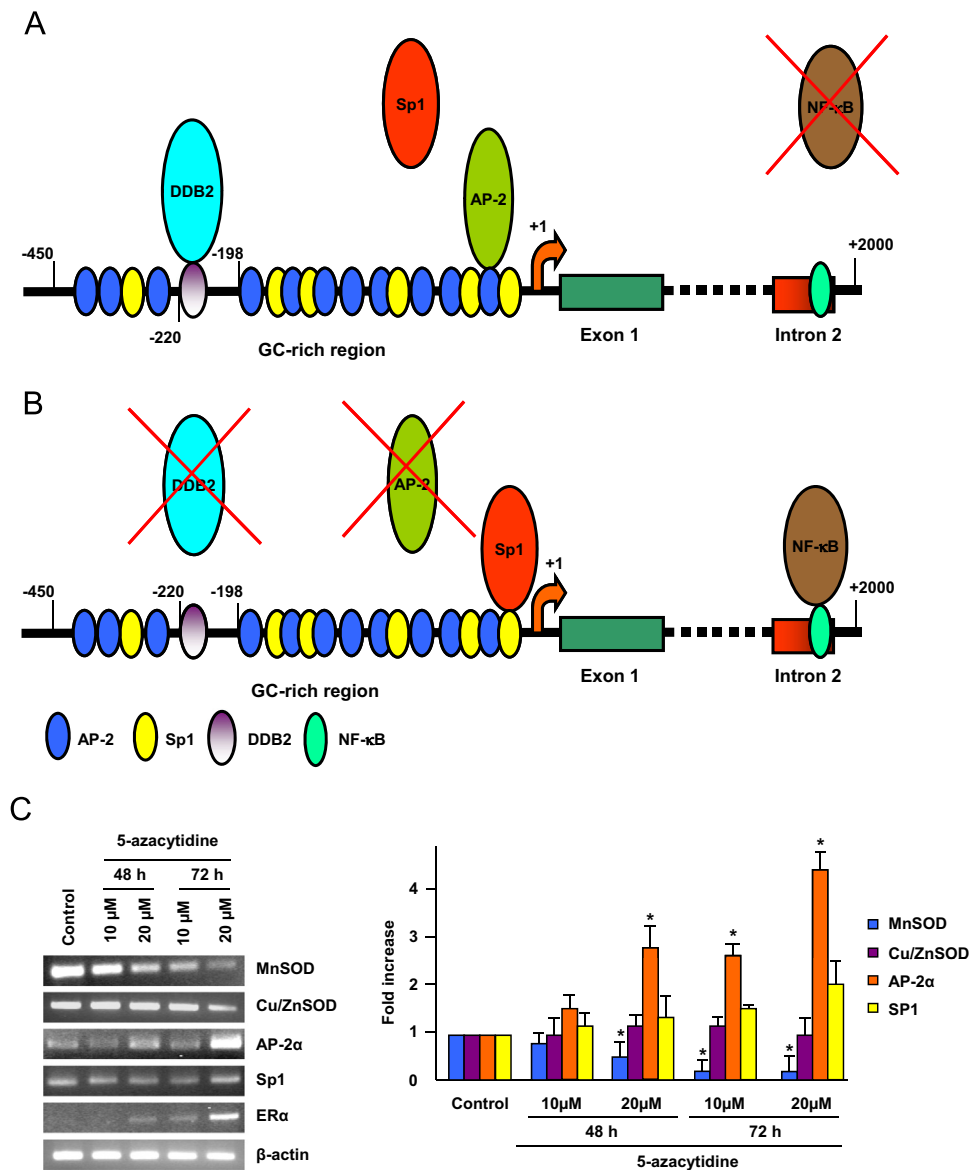 A
Sp1
NF-κB
DDB2
AP-2
+1
-450
-198
+2000
-220
GC-rich region
Exon 1
Intron 2
B
DDB2
AP-2
Sp1
NF-κB
+1
-450
-220
-198
+2000
GC-rich region
Exon 1
Intron 2
AP-2
Sp1
DDB2
NF-κB
C
5-azacytidine
48 h
72 h
Control
10 µM
20 µM
10 µM
20 µM
MnSOD
Cu/ZnSOD
AP-2α
Sp1
ERα
β-actin
Fold increase
4
3
2
1
0
*
*
*
*
*
*
MnSOD
Cu/ZnSOD
AP-2α
SP1
Control
10µM
20µM
10µM
20µM
48 h
72 h
5-azacytidine